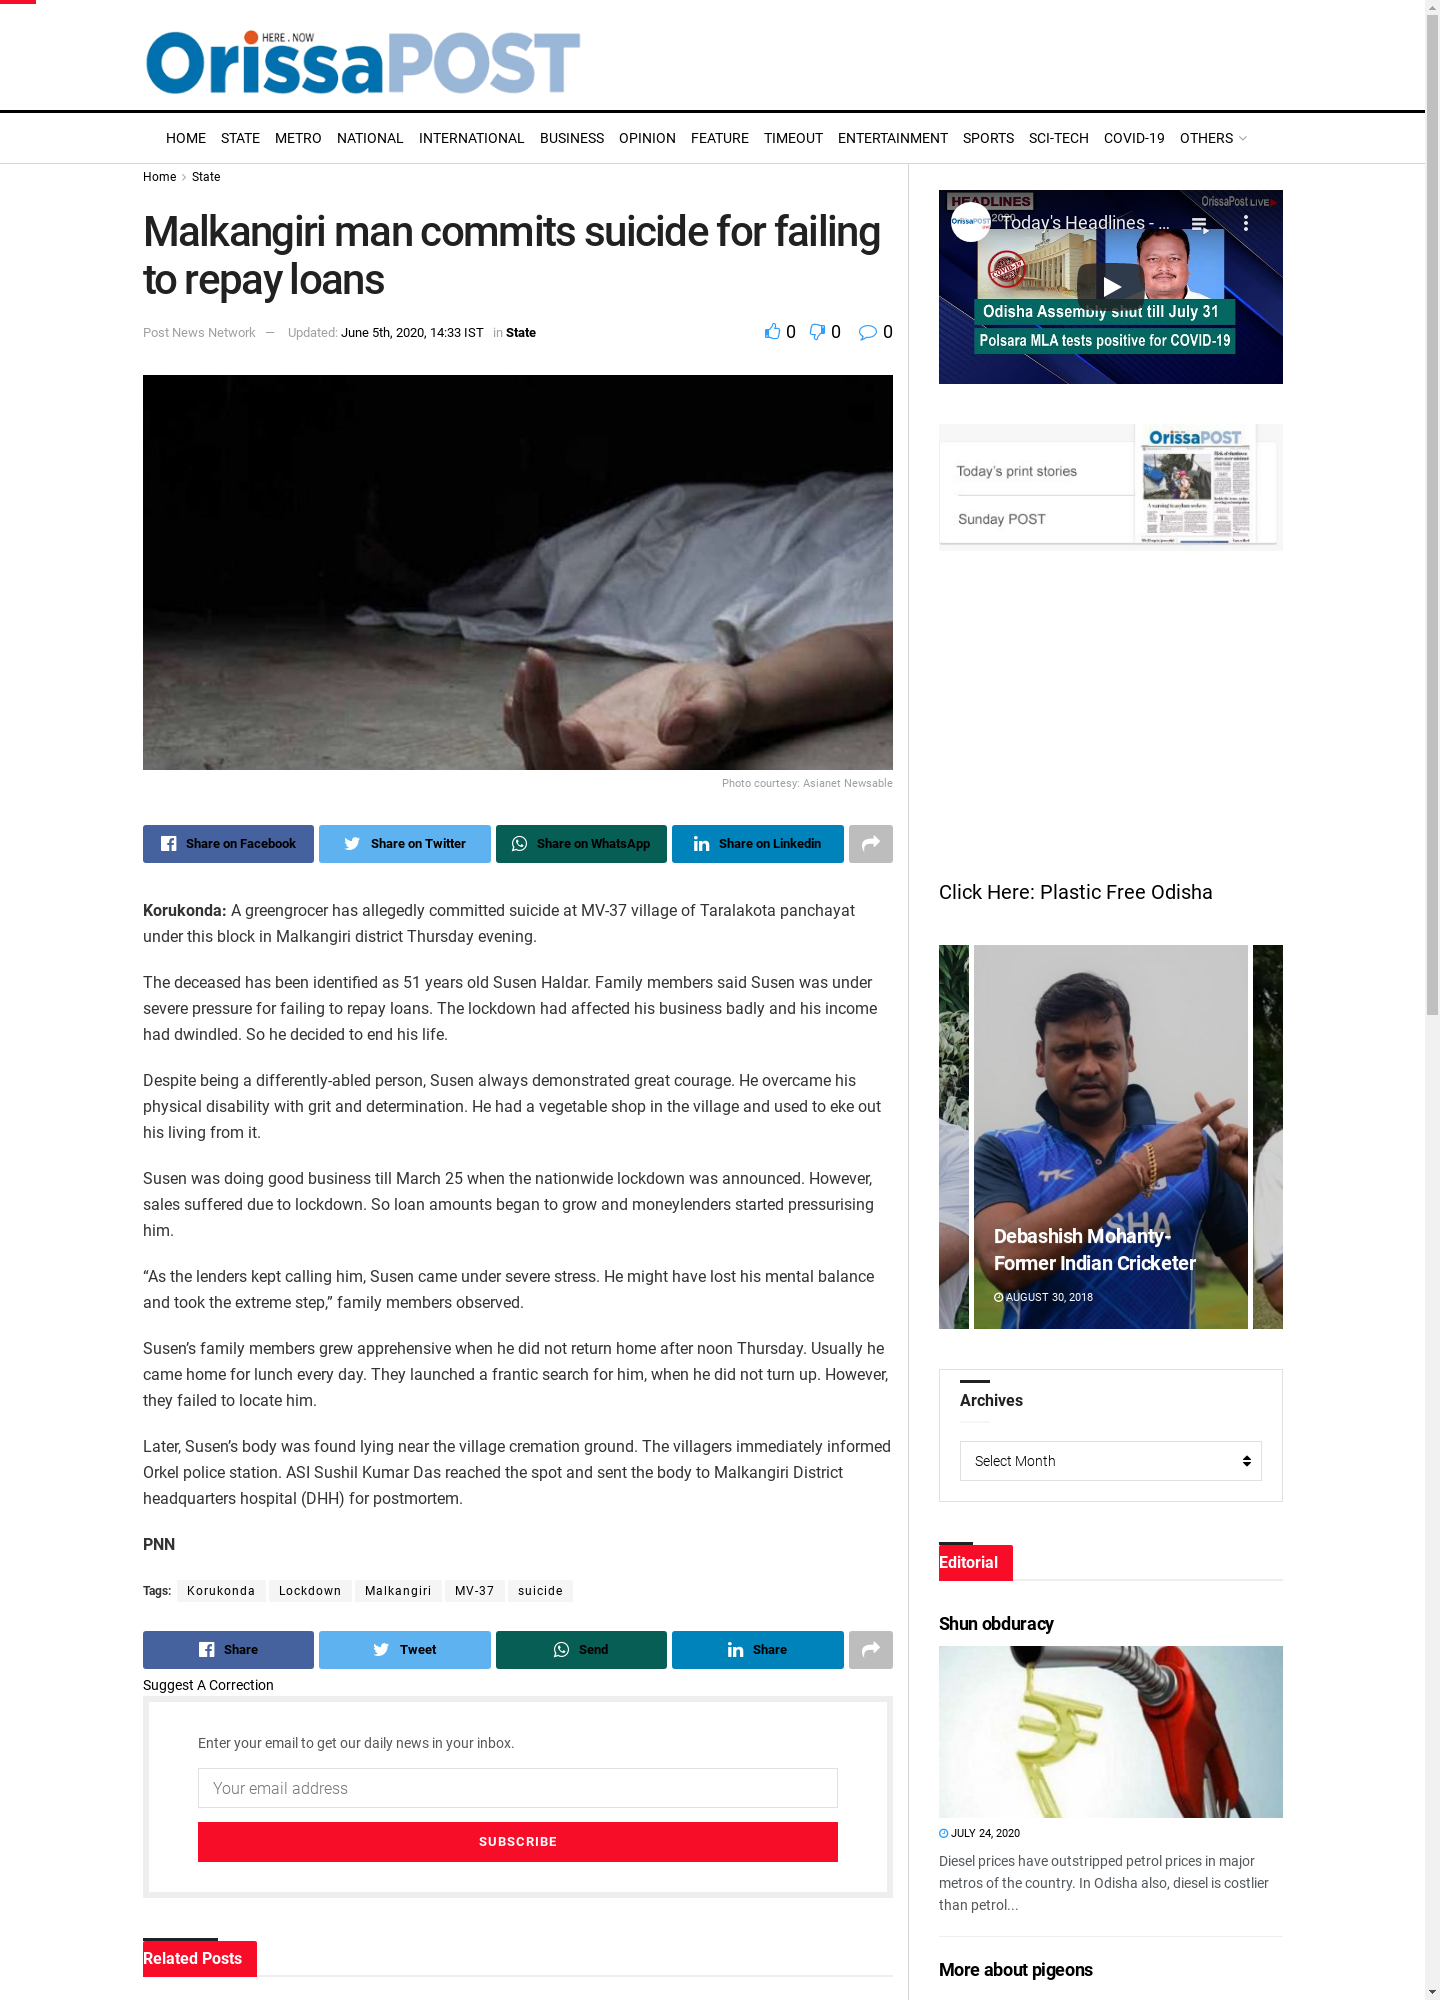 HERE . NOW
OrissaPOST
HOME STATE METRO NATIONAL INTERNATIONAL BUSINESS OPINION FEATURE TIMEOUT ENTERTAINMENT SPORTS SCI-TECH COVID-19 OTHERS
Home > State
Malkangiri man commits suicide for failing
to repay loans
Post News Network — Updated: June 5th, 2020, 14:33 IST in State
0 0 0
Photo courtesy: Asianet Newsable
Share on Facebook Share on Twitter Share on WhatsApp Share on Linkedin
Korukonda: A greengrocer has allegedly committed suicide at MV-37 village of Taralakota panchayat
under this block in Malkangiri district Thursday evening.
The deceased has been identified as 51 years old Susen Haldar. Family members said Susen was under
severe pressure for failing to repay loans. The lockdown had affected his business badly and his income
had dwindled. So he decided to end his life.
Despite being a differently-abled person, Susen always demonstrated great courage. He overcame his
physical disability with grit and determination. He had a vegetable shop in the village and used to eke out
his living from it.
Susen was doing good business till March 25 when the nationwide lockdown was announced. However,
sales suffered due to lockdown. So loan amounts began to grow and moneylenders started pressurising
him.
“As the lenders kept calling him, Susen came under severe stress. He might have lost his mental balance
and took the extreme step,” family members observed.
Susen’s family members grew apprehensive when he did not return home after noon Thursday. Usually he
came home for lunch every day. They launched a frantic search for him, when he did not turn up. However,
they failed to locate him.
Later, Susen’s body was found lying near the village cremation ground. The villagers immediately informed
Orkel police station. ASI Sushil Kumar Das reached the spot and sent the body to Malkangiri District
headquarters hospital (DHH) for postmortem.
PNN
Tags: Korukonda Lockdown Malkangiri MV-37 suicide
Share Tweet Send Share
Suggest A Correction
Enter your email to get our daily news in your inbox.
Your email address
SUBSCRIBE
Related Posts
HEADLINES
OrissaPost LIVE
2020
OrissaPOST
Today's Headlines - ...
COVID-19
Odisha Assembly shut till July 31
Polsara MLA tests positive for COVID-19
OrissaPOST
Today's print stories
Sunday POST
Click Here: Plastic Free Odisha
TK
SHA
Debashish Mohanty-
Former Indian Cricketer
AUGUST 30, 2018
Archives
Select Month
Editorial
Shun obduracy
JULY 24, 2020
Diesel prices have outstripped petrol prices in major
metros of the country. In Odisha also, diesel is costlier
than petrol...
More about pigeons